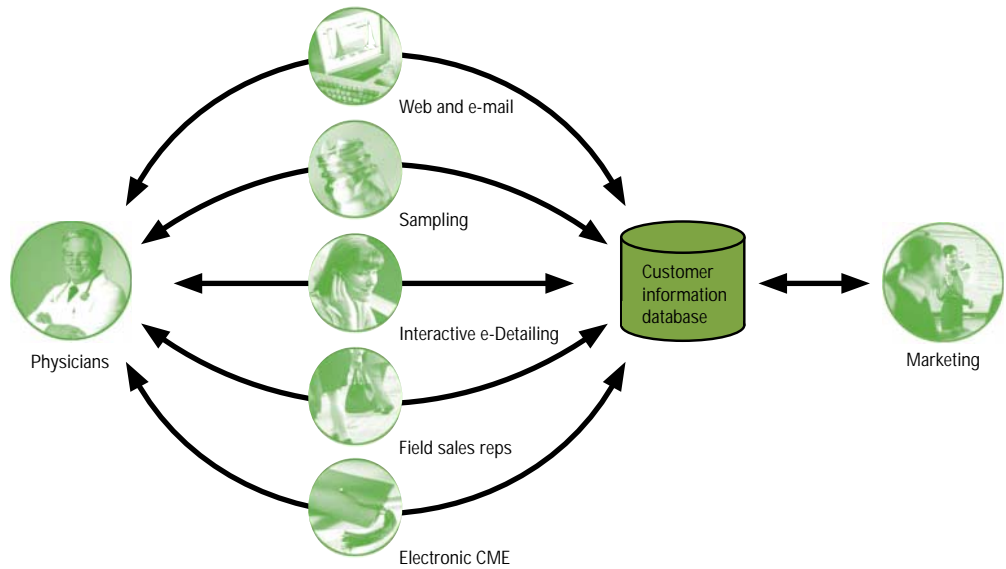 Web and e-mail
Sampling
Customer
information
database
Interactive e-Detailing
Physicians
Marketing
Field sales reps
Electronic CME